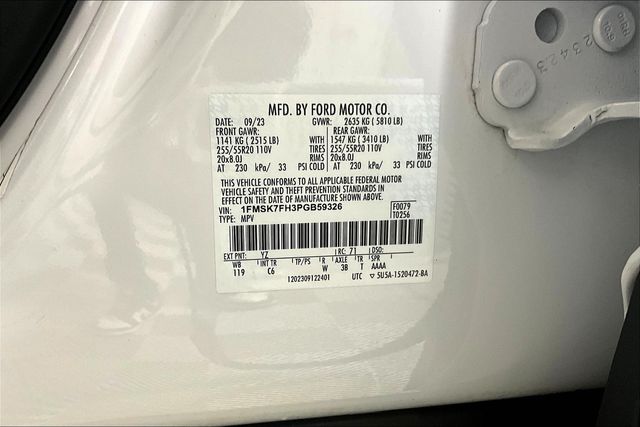 MFD. BY FORD MOTOR CO.
DATE: 09/23 GVWR: 2635 KG ( 5810 LB)
FRONT GAWR: REAR GAWR:
1141 KG ( 2515 LB) WITH 1547 KG ( 3410 LB) WITH
255/55R20 110V TIRES 255/55R20 110V TIRES
20x8.0J RIMS 20x8.0J RIMS
AT 230 kPa/ 33 PSI COLD AT 230 kPa/ 33 PSI COLD
THIS VEHICLE CONFORMS TO ALL APPLICABLE FEDERAL MOTOR
VEHICLE SAFETY AND THEFT PREVENTION STANDARDS IN
EFFECT ON THE DATE OF MANUFACTURE SHOWN ABOVE.
VIN: 1FMSK7FH3PGB59326 F0079
TYPE: MPV T0256
EXT PNT: YZ RC: 71 DSO:
WB INT TR TP/PS R AXLE TR SPR
119 C6 W 3B T AAAA
1202309122401 UTC 5U5A-1520472-BA